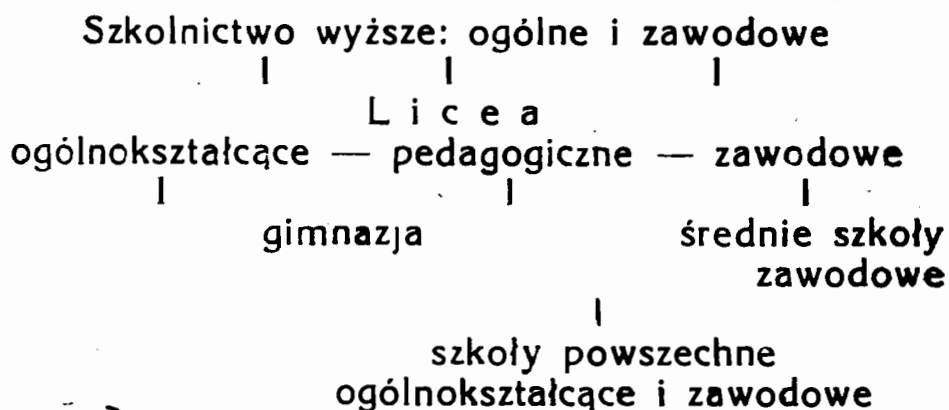 Szkolnictwo wyższe: ogólne i zawodowe
L i c e a
ogólnokształcące — pedagogiczne — zawodowe
gimnazja średnie szkoły
zawodowe
szkoły powszechne
ogólnokształcące i zawodowe